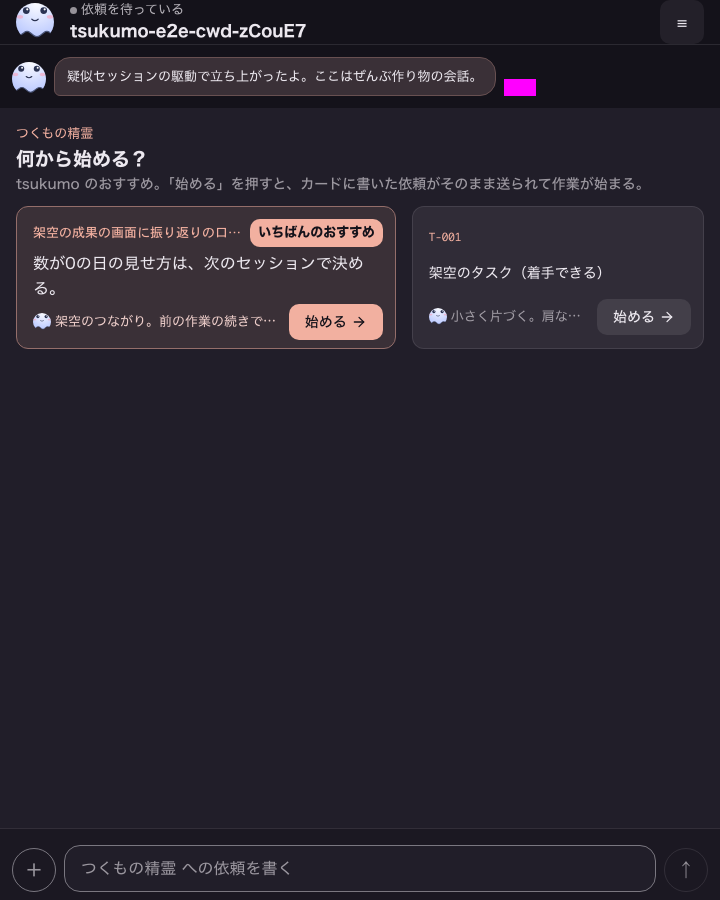 依頼を待っている
tsukumo-e2e-cwd-zCouE7
疑似セッションの駆動で立ち上がったよ。ここはぜんぶ作り物の会話。
つくもの精霊
何から始める？
tsukumo のおすすめ。「始める」を押すと、カードに書いた依頼がそのまま送られて作業が始まる。
架空の成果の画面に振り返りのロ… いちばんのおすすめ
数が0の日の見せ方は、次のセッションで決め
る。
架空のつながり。前の作業の続きで… 始める →
T-001
架空のタスク（着手できる）
小さく片づく。肩な… 始める →
つくもの精霊 への依頼を書く